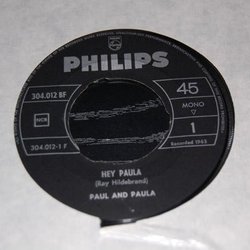 PHILIPS
304.012 BF
45
MONO
NCB
1
304.012-1 F
Recorded 1963
HEY PAULA
(Ray Hildebrand)
PAUL AND PAULA